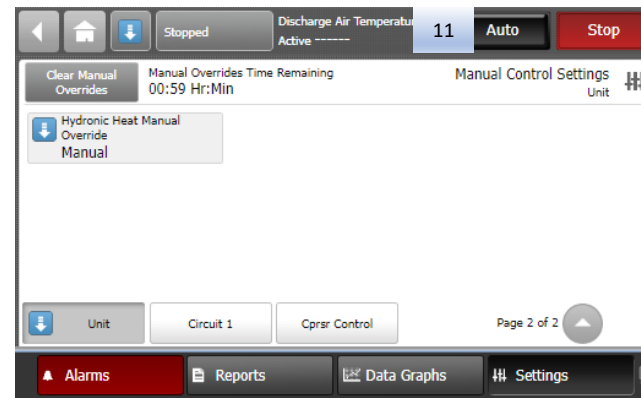 Stopped
Discharge Air Temperatur
Active ------
11
Auto
Stop
Clear Manual
Overrides
Manual Overrides Time Remaining
00:59 Hr:Min
Manual Control Settings
Unit
Hydronic Heat Manual
Override
Manual
Unit
Circuit 1
Cprsr Control
Page 2 of 2
Alarms
Reports
Data Graphs
Settings